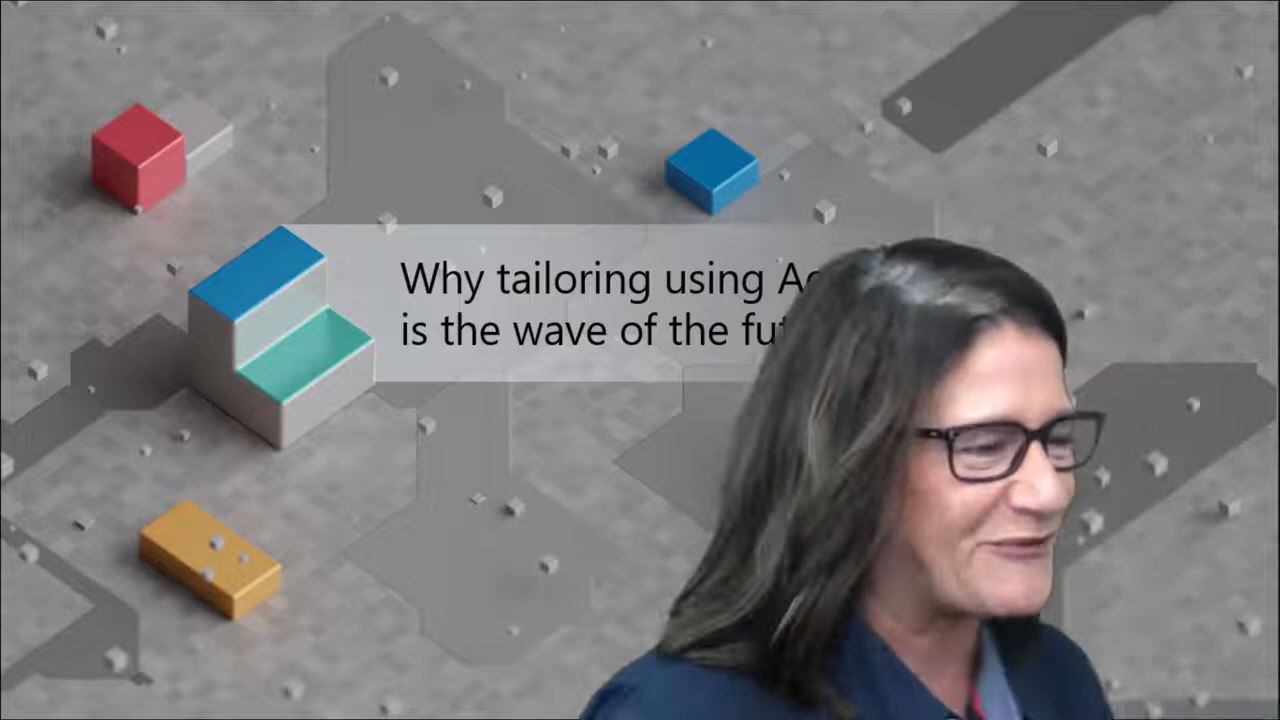 Why tailoring using
is the wave of the